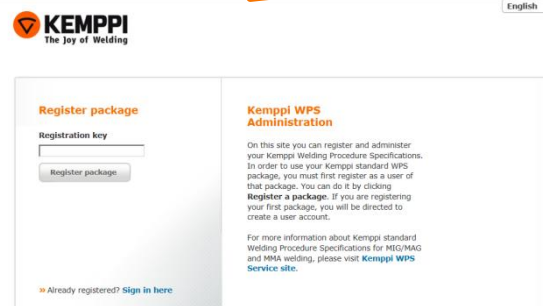 English
KEMPPI
The Joy of Welding
Register package
Registration key
Register package
» Already registered? Sign in here
Kemppi WPS
Administration
On this site you can register and administer
your Kemppi Welding Procedure Specifications.
In order to use your Kemppi standard WPS
package, you must first register as a user of
that package. You can do it by clicking
Register a package. If you are registering
your first package, you will be directed to
create a user account.
For more information about Kemppi standard
Welding Procedure Specifications for MIG/MAG
and MMA welding, please visit Kemppi WPS
Service site.